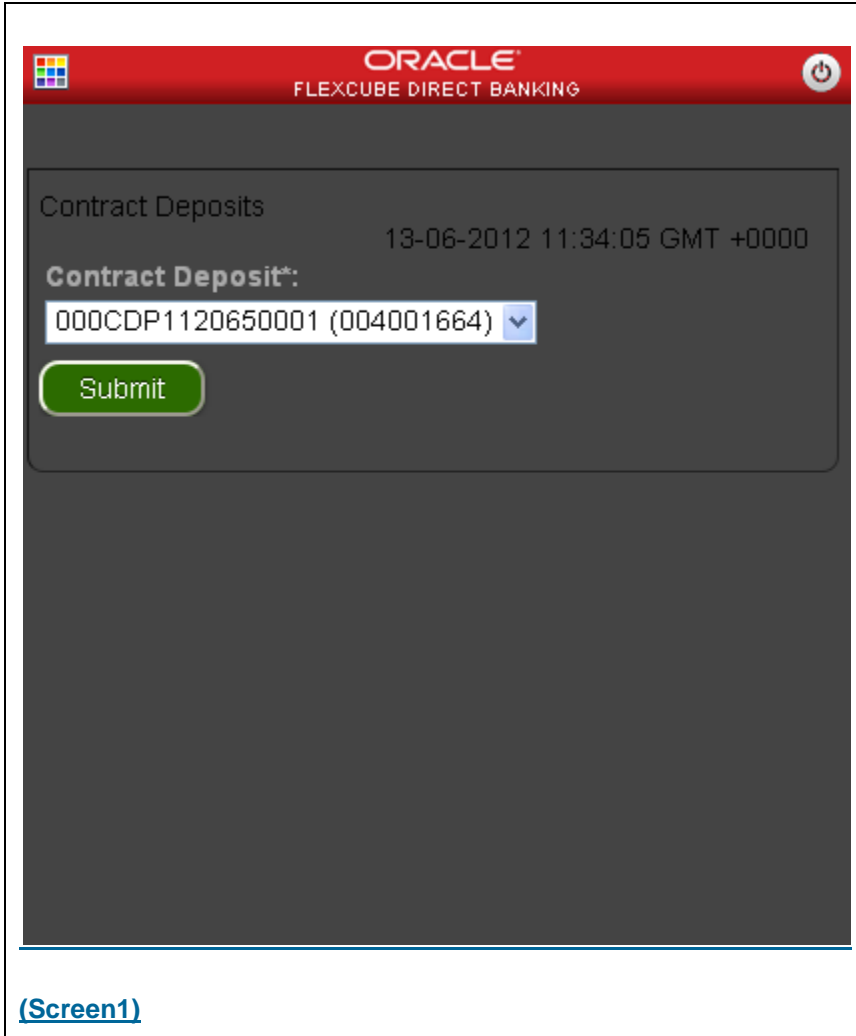 ORACLE
FLEXCUBE DIRECT BANKING
Contract Deposits
13-06-2012 11:34:05 GMT +0000
Contract Deposit*:
000CDP1120650001 (004001664)
Submit
(Screen1)